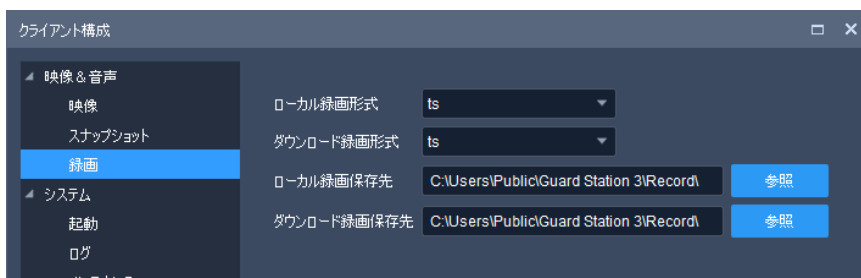 クライアント構成
映像&音声
映像
スナップショット
録画
システム
起動
ログ
ローカル録画形式 ts
ダウンロード録画形式 ts
ローカル録画保存先 C:\Users\Public\Guard Station 3\Record\ 参照
ダウンロード録画保存先 C:\Users\Public\Guard Station 3\Record\ 参照